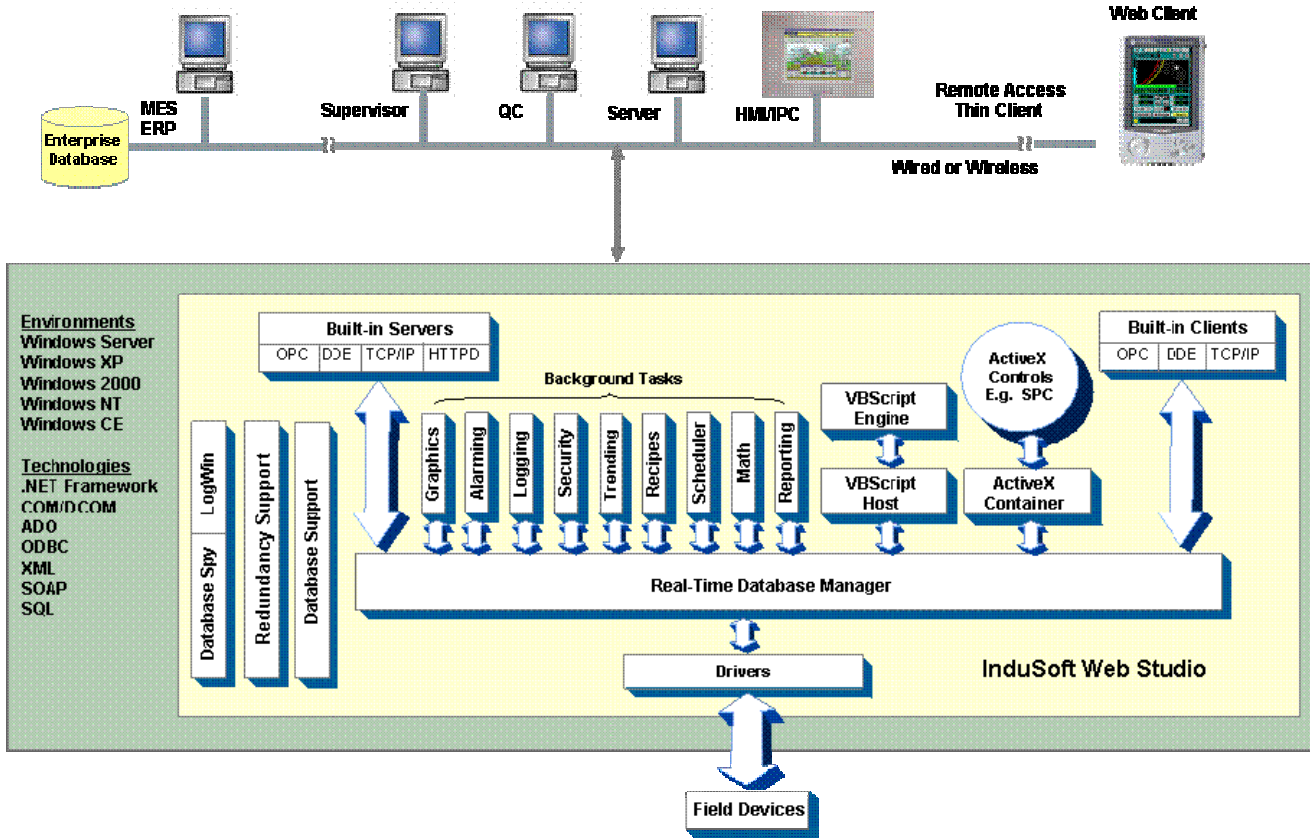 Web Client
MES
ERP
Supervisor
QC
Server
HMI/IPC
Remote Access
Thin Client
Enterprise
Database
Wired or Wireless
Environments
Windows Server
Windows XP
Windows 2000
Windows NT
Windows CE
Technologies
.NET Framework
COM/DCOM
ADO
ODBC
XML
SOAP
SQL
LogWin
Database Spy
Redundancy Support
Database Support
Built-in Servers
OPC DDE TCP/IP HTTPD
Background Tasks
Graphics
Alarming
Logging
Security
Trending
Recipes
Scheduler
Math
Reporting
VBScript
Engine
VBScript
Host
ActiveX
Controls
E.g. SPC
ActiveX
Container
Built-in Clients
OPC DDE TCP/IP
Real-Time Database Manager
Drivers
InduSoft Web Studio
Field Devices